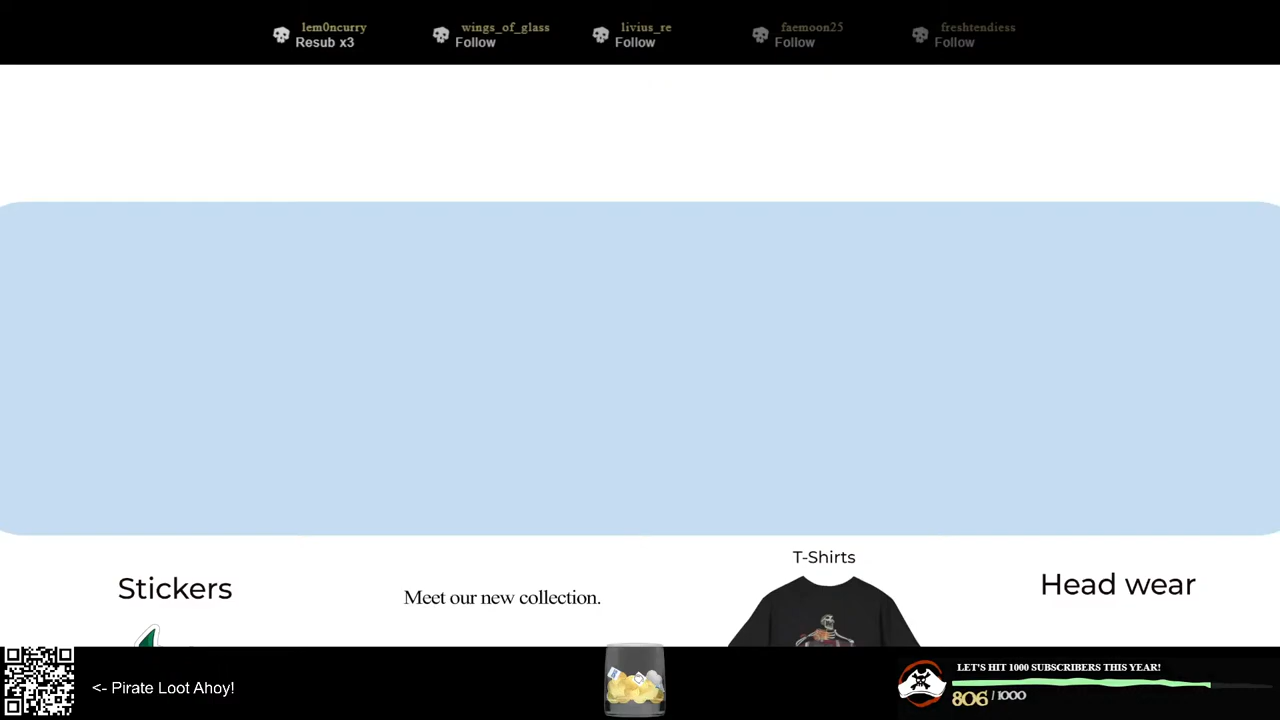 lem0ncurry
Resub x3
wings_of_glass
Follow
livius_re
Follow
faemoon25
Follow
freshtendiess
Follow
T-Shirts
Stickers
Meet our new collection.
Head wear
<- Pirate Loot Ahoy!
LET'S HIT 1000 SUBSCRIBERS THIS YEAR!
806 / 1000